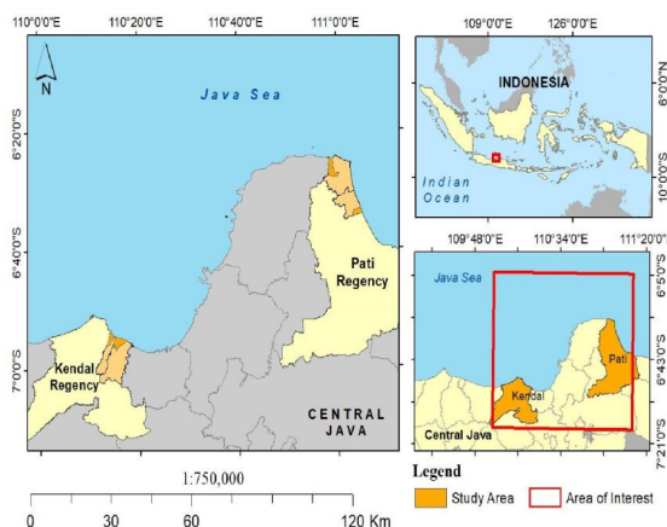 110°0'0"E 110°20'0"E 110°40'0"E 111°0'0"E
N
Java Sea
6°20'0"S
6°40'0"S
7°0'0"S
Pati
Regency
Kendal
Regency
CENTRAL
JAVA
1:750,000
0 30 60 120 Km
109°0'0"E 126°0'0"E
INDONESIA
6°0'0"N
10°0'0"S
Indian
Ocean
109°48'0"E 110°34'0"E 111°20'0"E
Java Sea
6°5'0"S
6°43'0"S
7°21'0"S
Pati
Kendal
Central Java
Legend
Study Area
Area of Interest